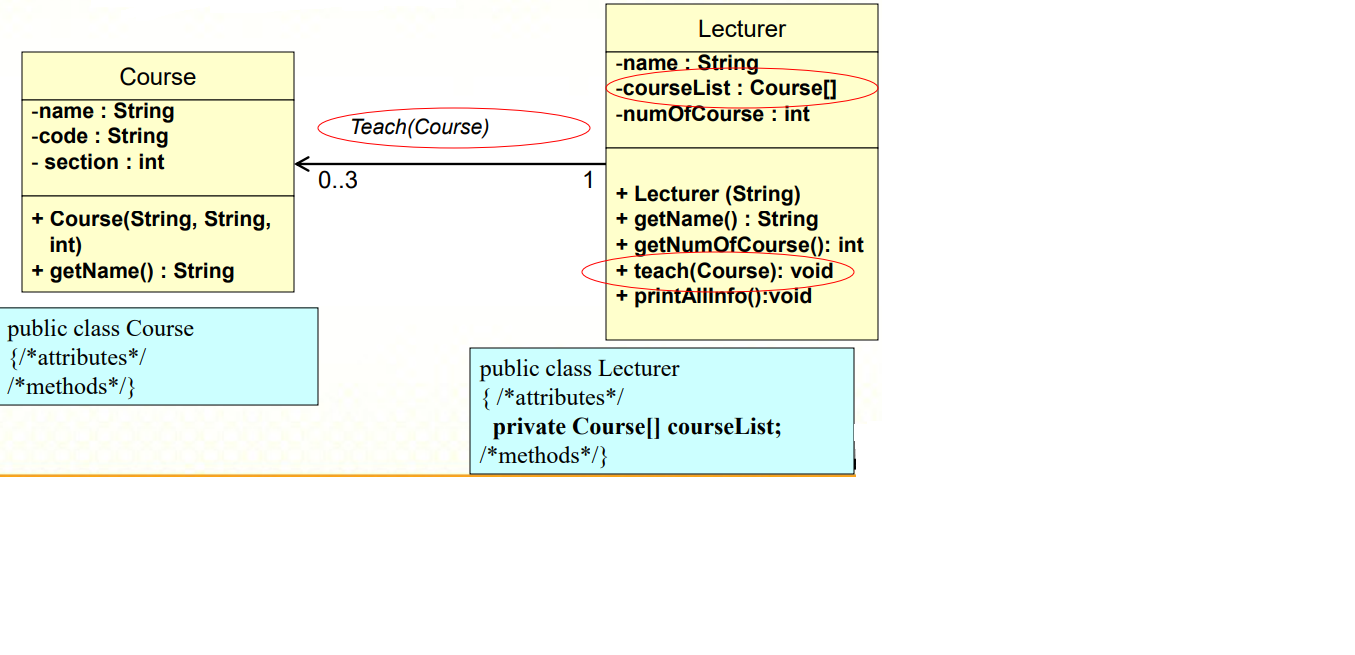 Course
-name : String
-code : String
- section : int
+ Course(String, String,
int)
+ getName() : String
public class Course
{/*attributes*/
/*methods*/}
Teach(Course)
0..3
1
Lecturer
-name : String
-courseList : Course[]
-numOfCourse : int
+ Lecturer (String)
+ getName() : String
+ getNumOfCourse(): int
+ teach(Course): void
+ printAllInfo():void
public class Lecturer
{ /*attributes*/
private Course[] courseList;
/*methods*/}